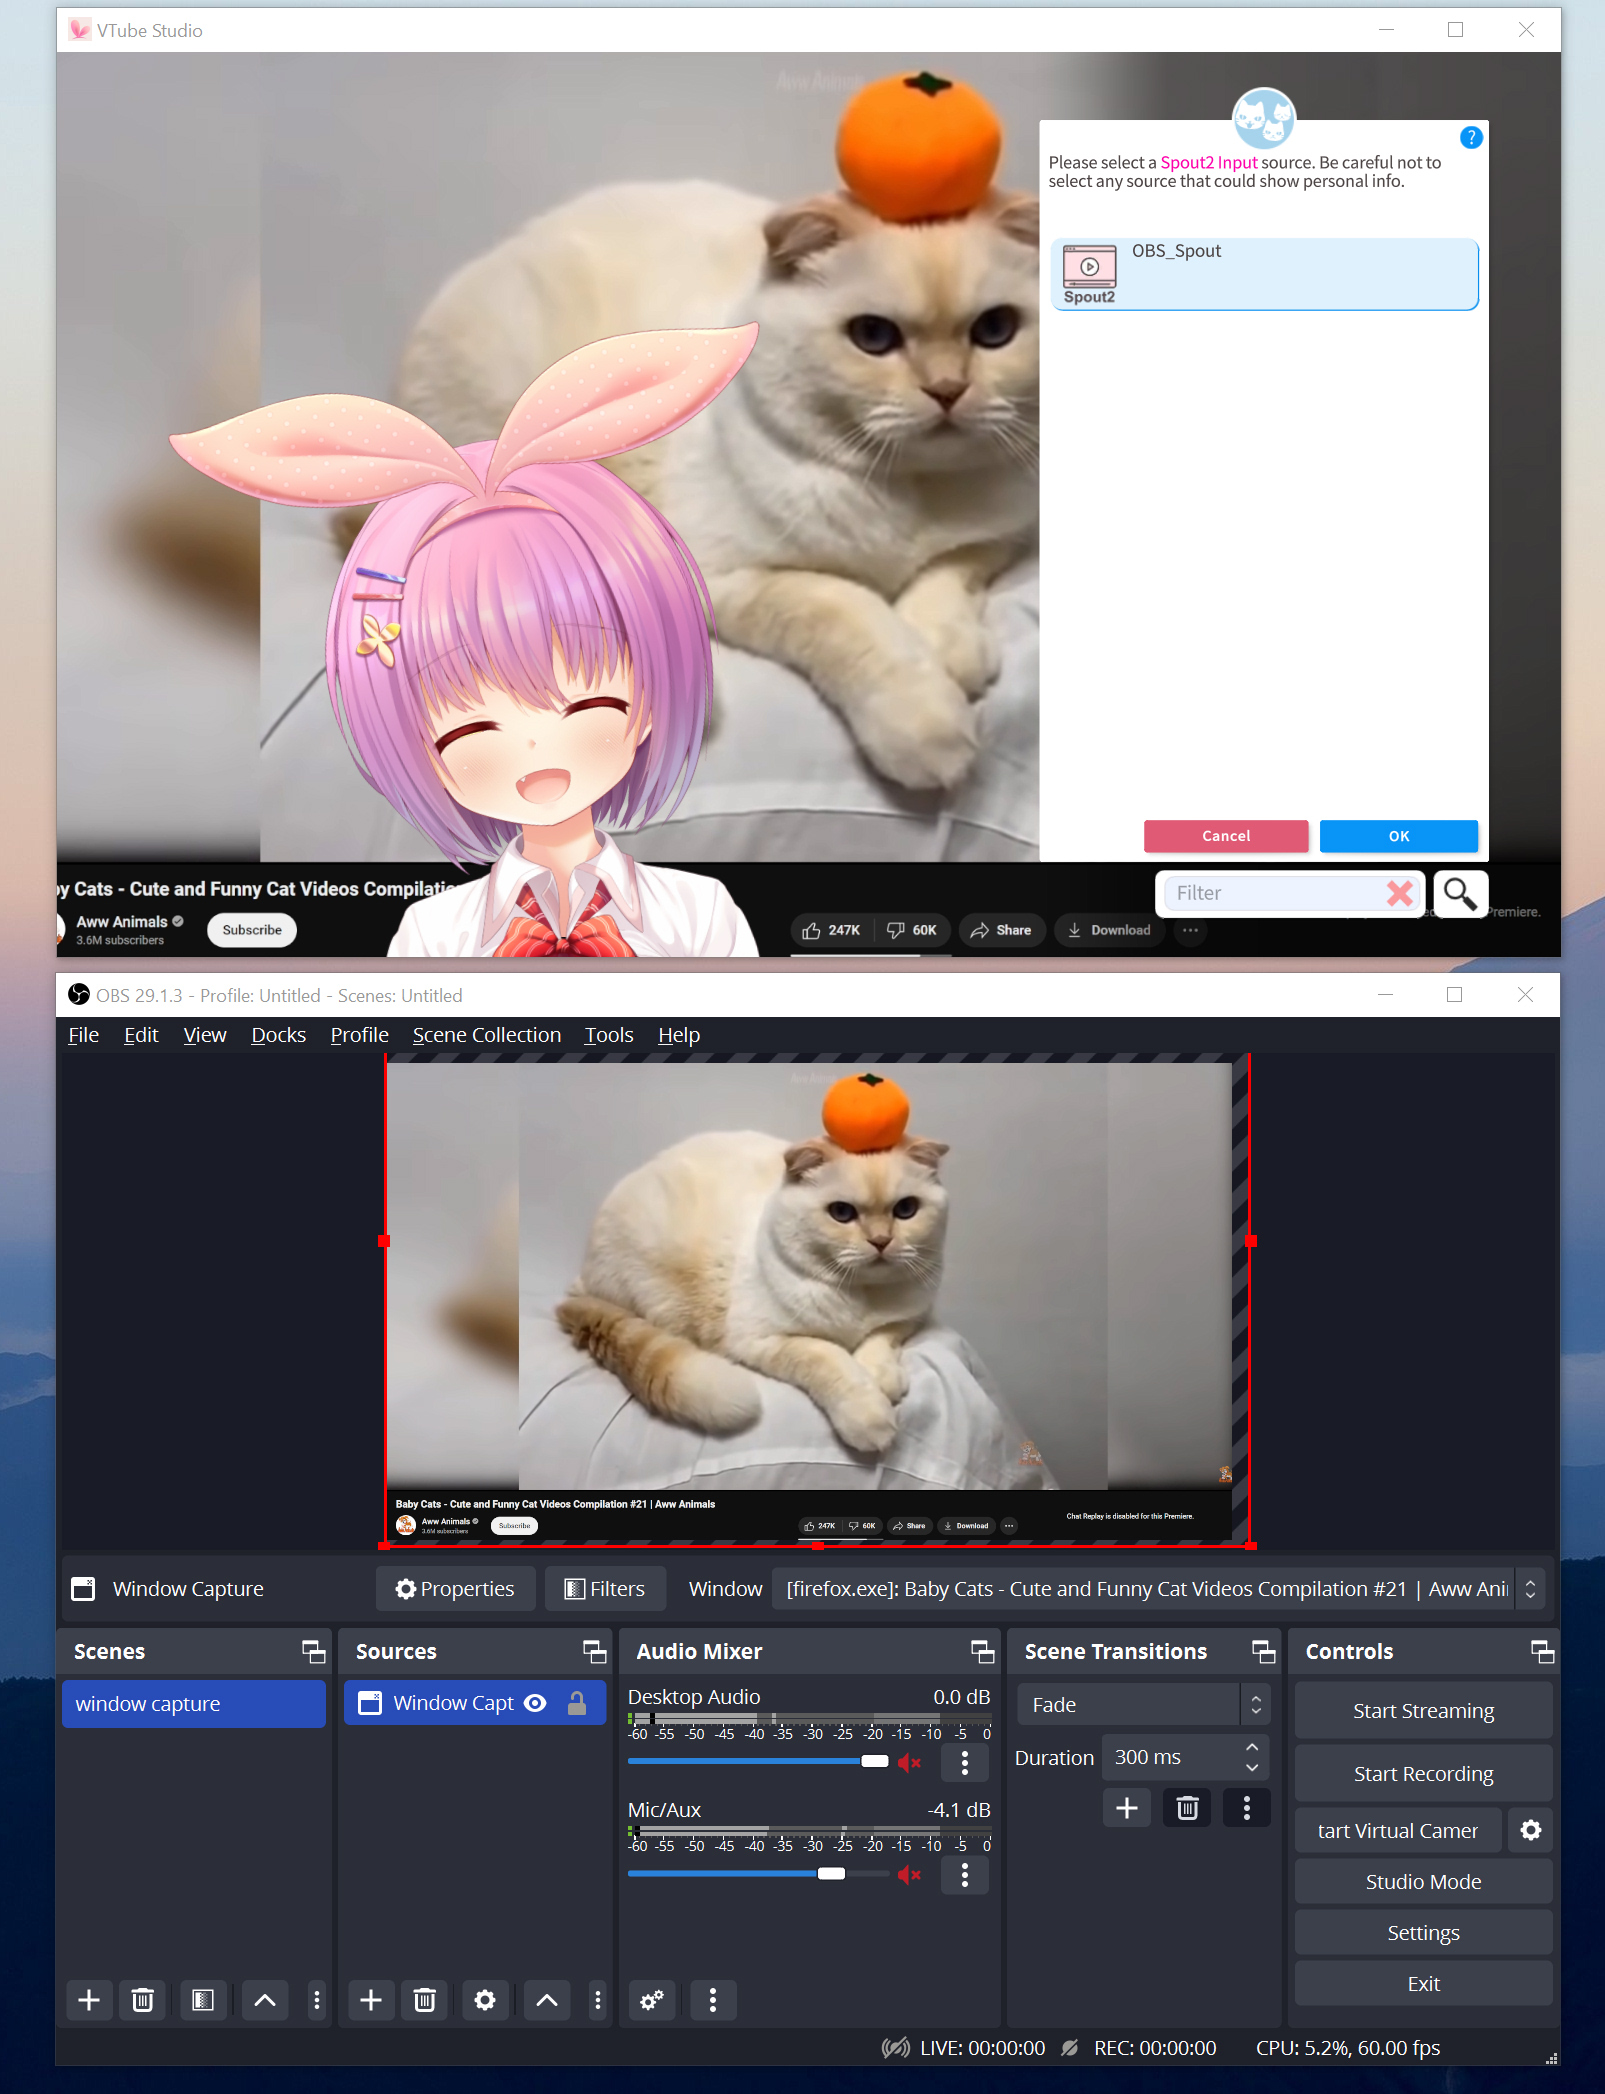 VTube Studio
Aww Animals
?
Please select a Spout2 Input source. Be careful not to
select any source that could show personal info.
OBS_Spout
Spout2
Cancel
OK
Filter
y Cats - Cute and Funny Cat Videos Compilatio
Aww Animals
3.6M subscribers
Subscribe
247K
60K
Share
Download
Premiere.
OBS 29.1.3 - Profile: Untitled - Scenes: Untitled
File Edit View Docks Profile Scene Collection Tools Help
Baby Cats - Cute and Funny Cat Videos Compilation #21 | Aww Animals
Aww Animals
3.6M subscribers
Subscribe
247K
60K
Share
Download
Chat Replay is disabled for this Premiere.
Window Capture
Properties
Filters
Window
[firefox.exe]: Baby Cats - Cute and Funny Cat Videos Compilation #21 | Aww Ani
Scenes
window capture
Sources
Window Capt
Audio Mixer
Desktop Audio 0.0 dB
-60 -55 -50 -45 -40 -35 -30 -25 -20 -15 -10 -5 0
Mic/Aux -4.1 dB
-60 -55 -50 -45 -40 -35 -30 -25 -20 -15 -10 -5 0
Scene Transitions
Fade
Duration 300 ms
Controls
Start Streaming
Start Recording
tart Virtual Camer
Studio Mode
Settings
Exit
LIVE: 00:00:00
REC: 00:00:00
CPU: 5.2%, 60.00 fps